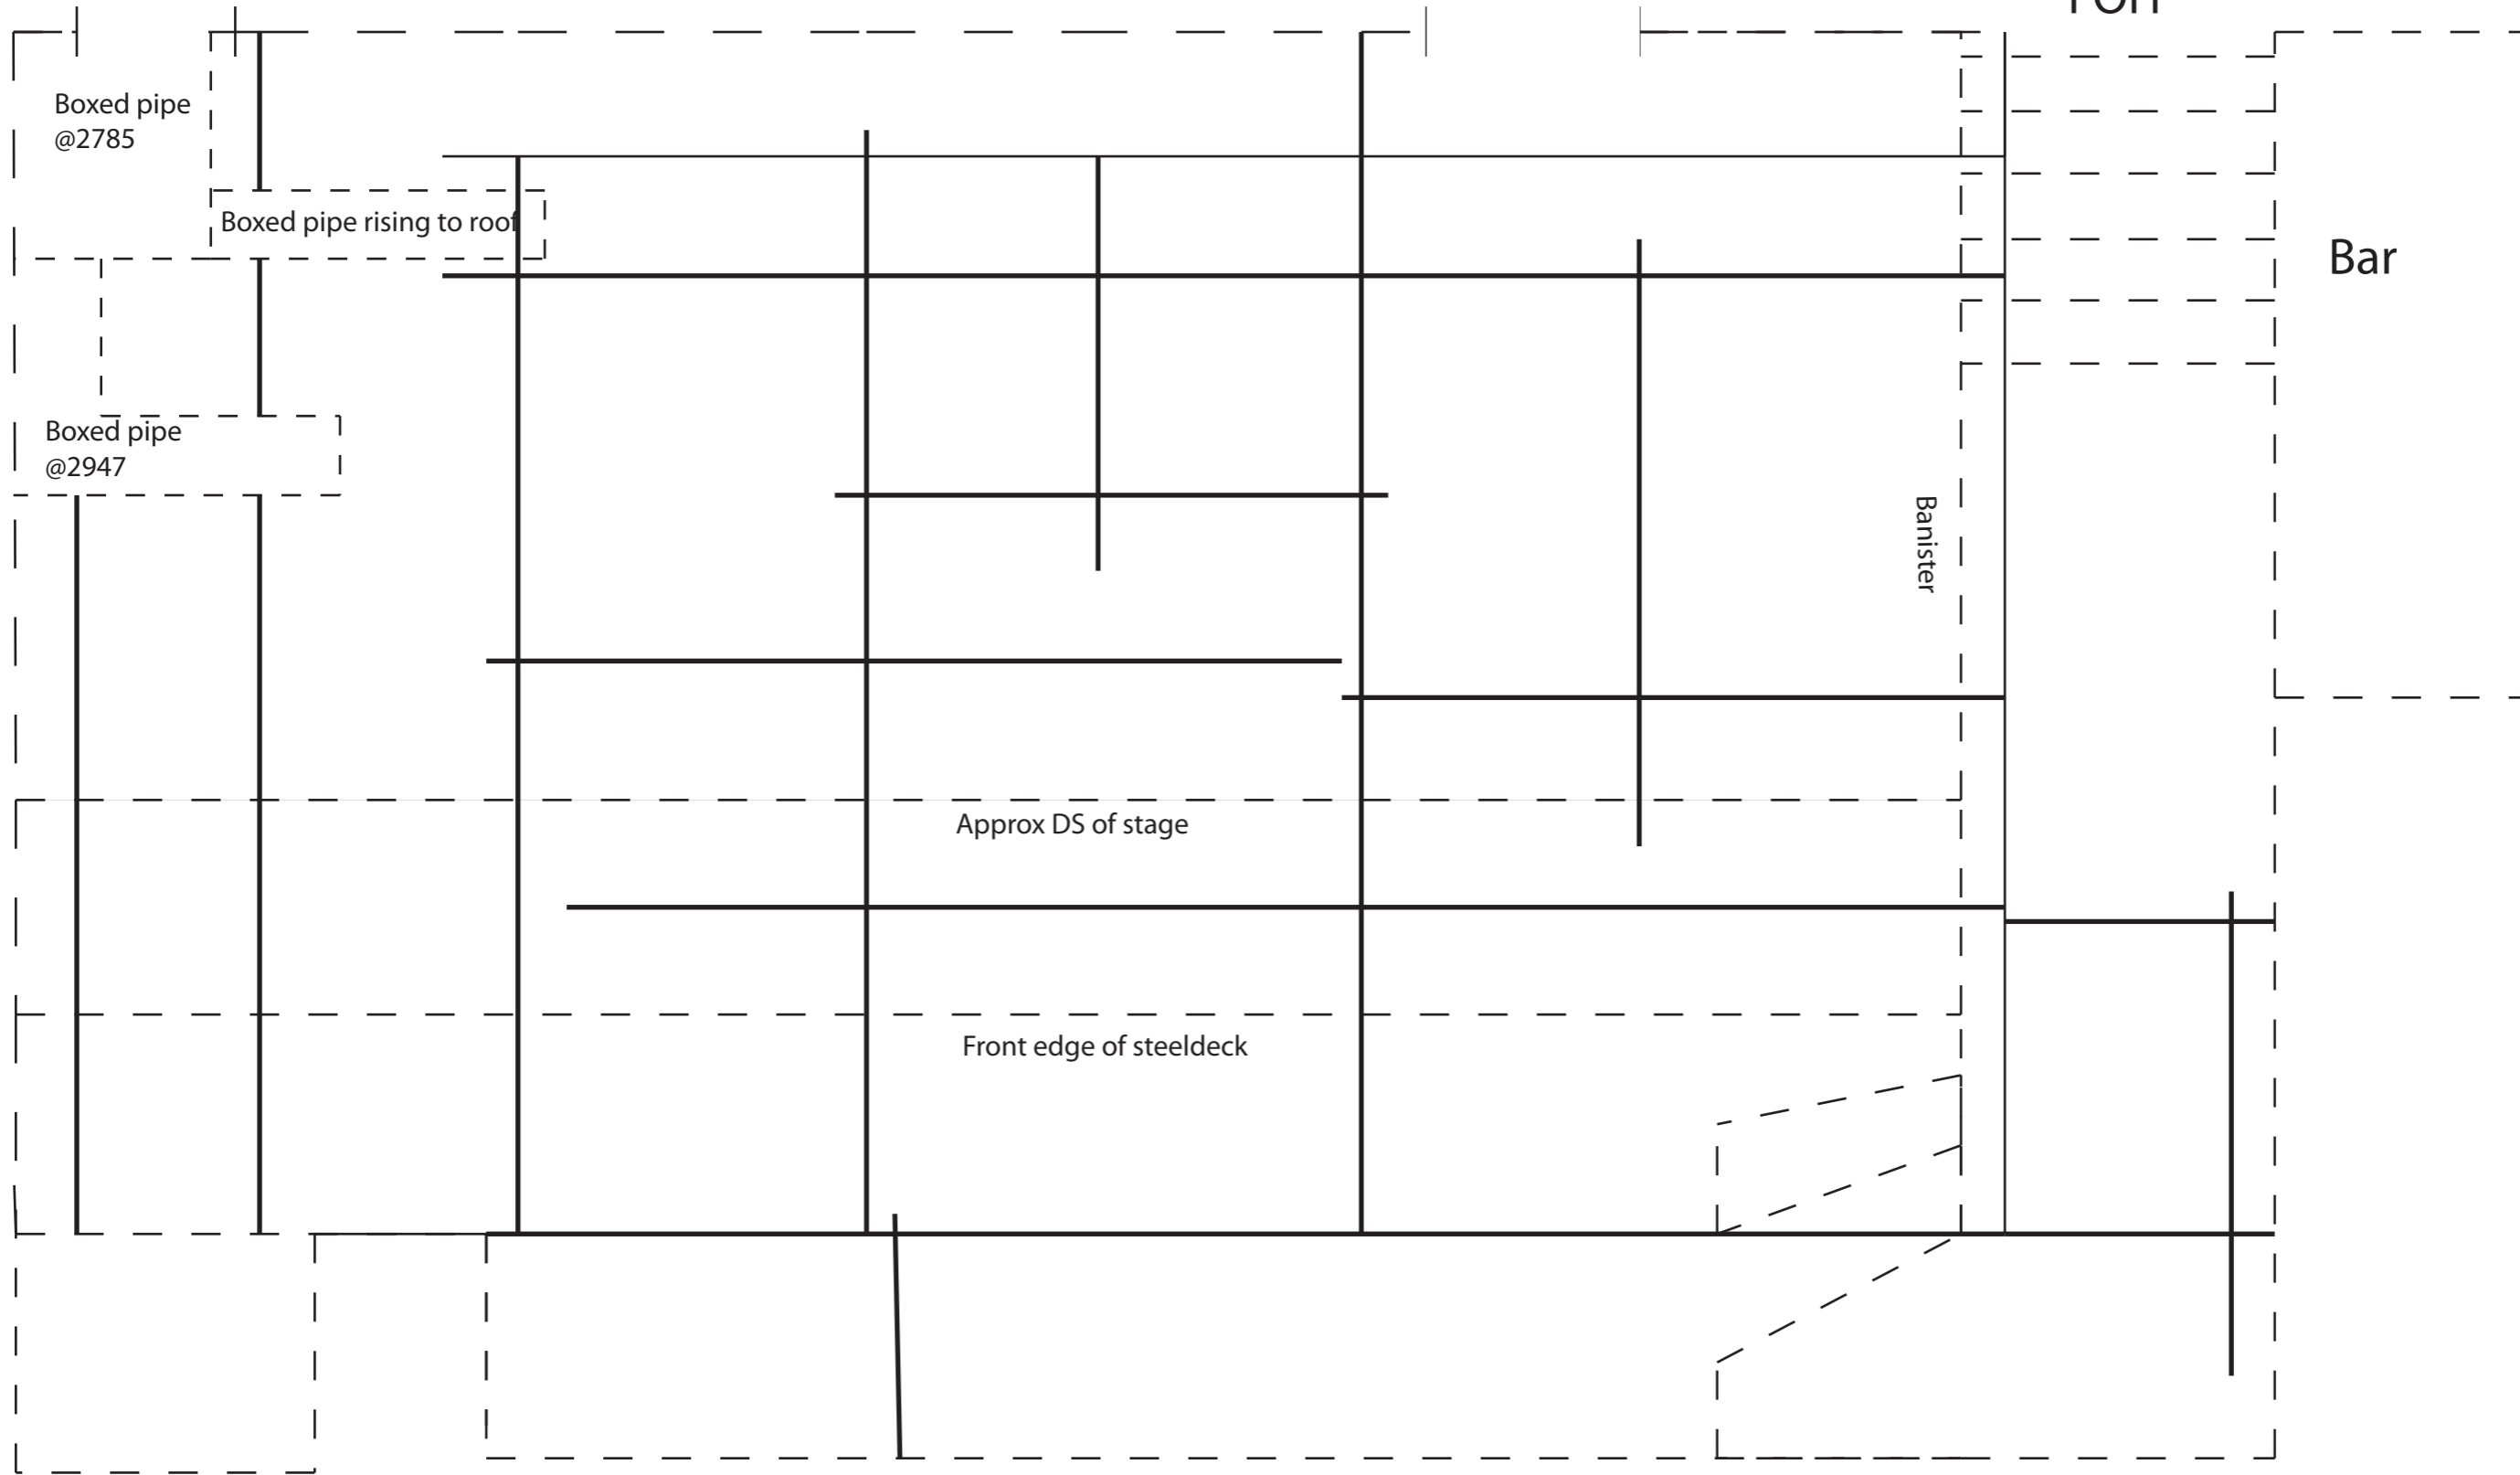 Boxed pipe
@2785
Boxed pipe rising to roof
Bar
Boxed pipe
@2947
Banister
Approx DS of stage
Front edge of steeldeck